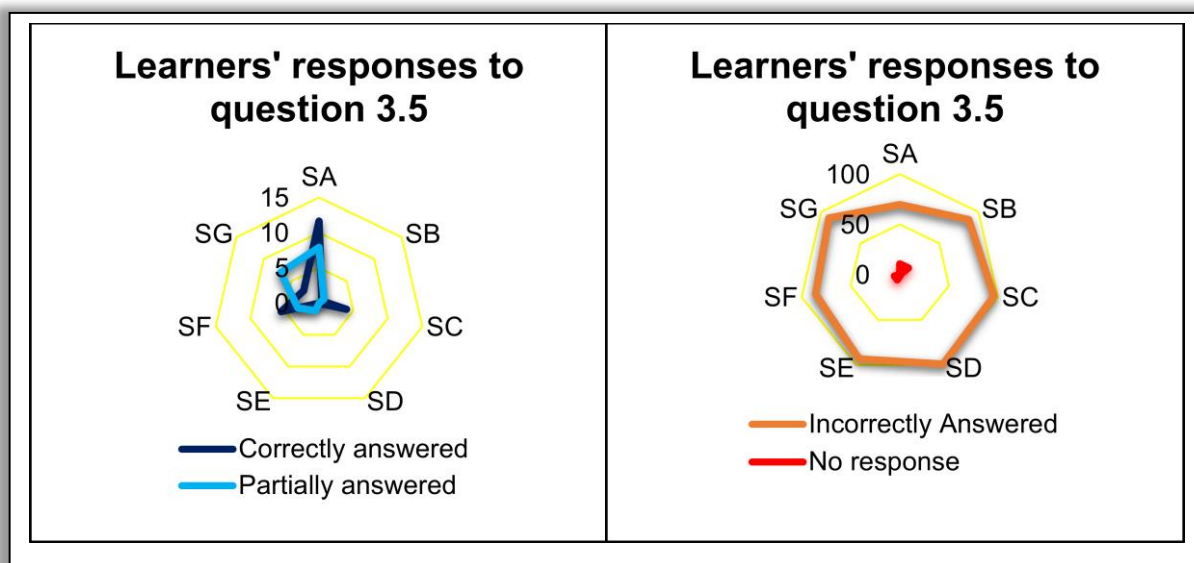 Learners' responses to
question 3.5
SA
15
SG
10
SB
5
0
SF
SC
SE
SD
Correctly answered
Partially answered
Learners' responses to
question 3.5
SA
100
SG
50
SB
0
SF
SC
SE
SD
Incorrectly Answered
No response